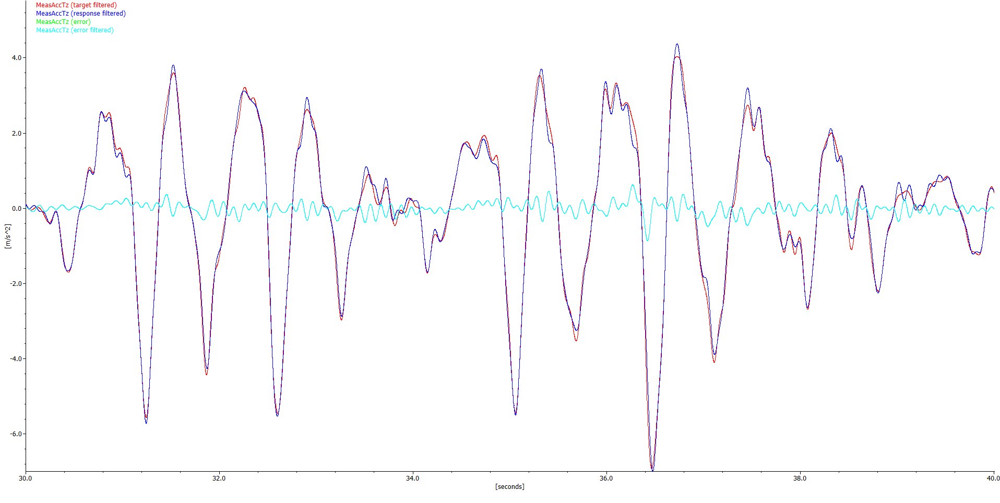 MeasAccTz (target filtered)
MeasAccTz (response filtered)
MeasAccTz (error)
MeasAccTz (error filtered)
4.0
2.0
0.0
[m/s^2]
-2.0
-4.0
-6.0
30.0 32.0 34.0 36.0 38.0 40.0
[seconds]